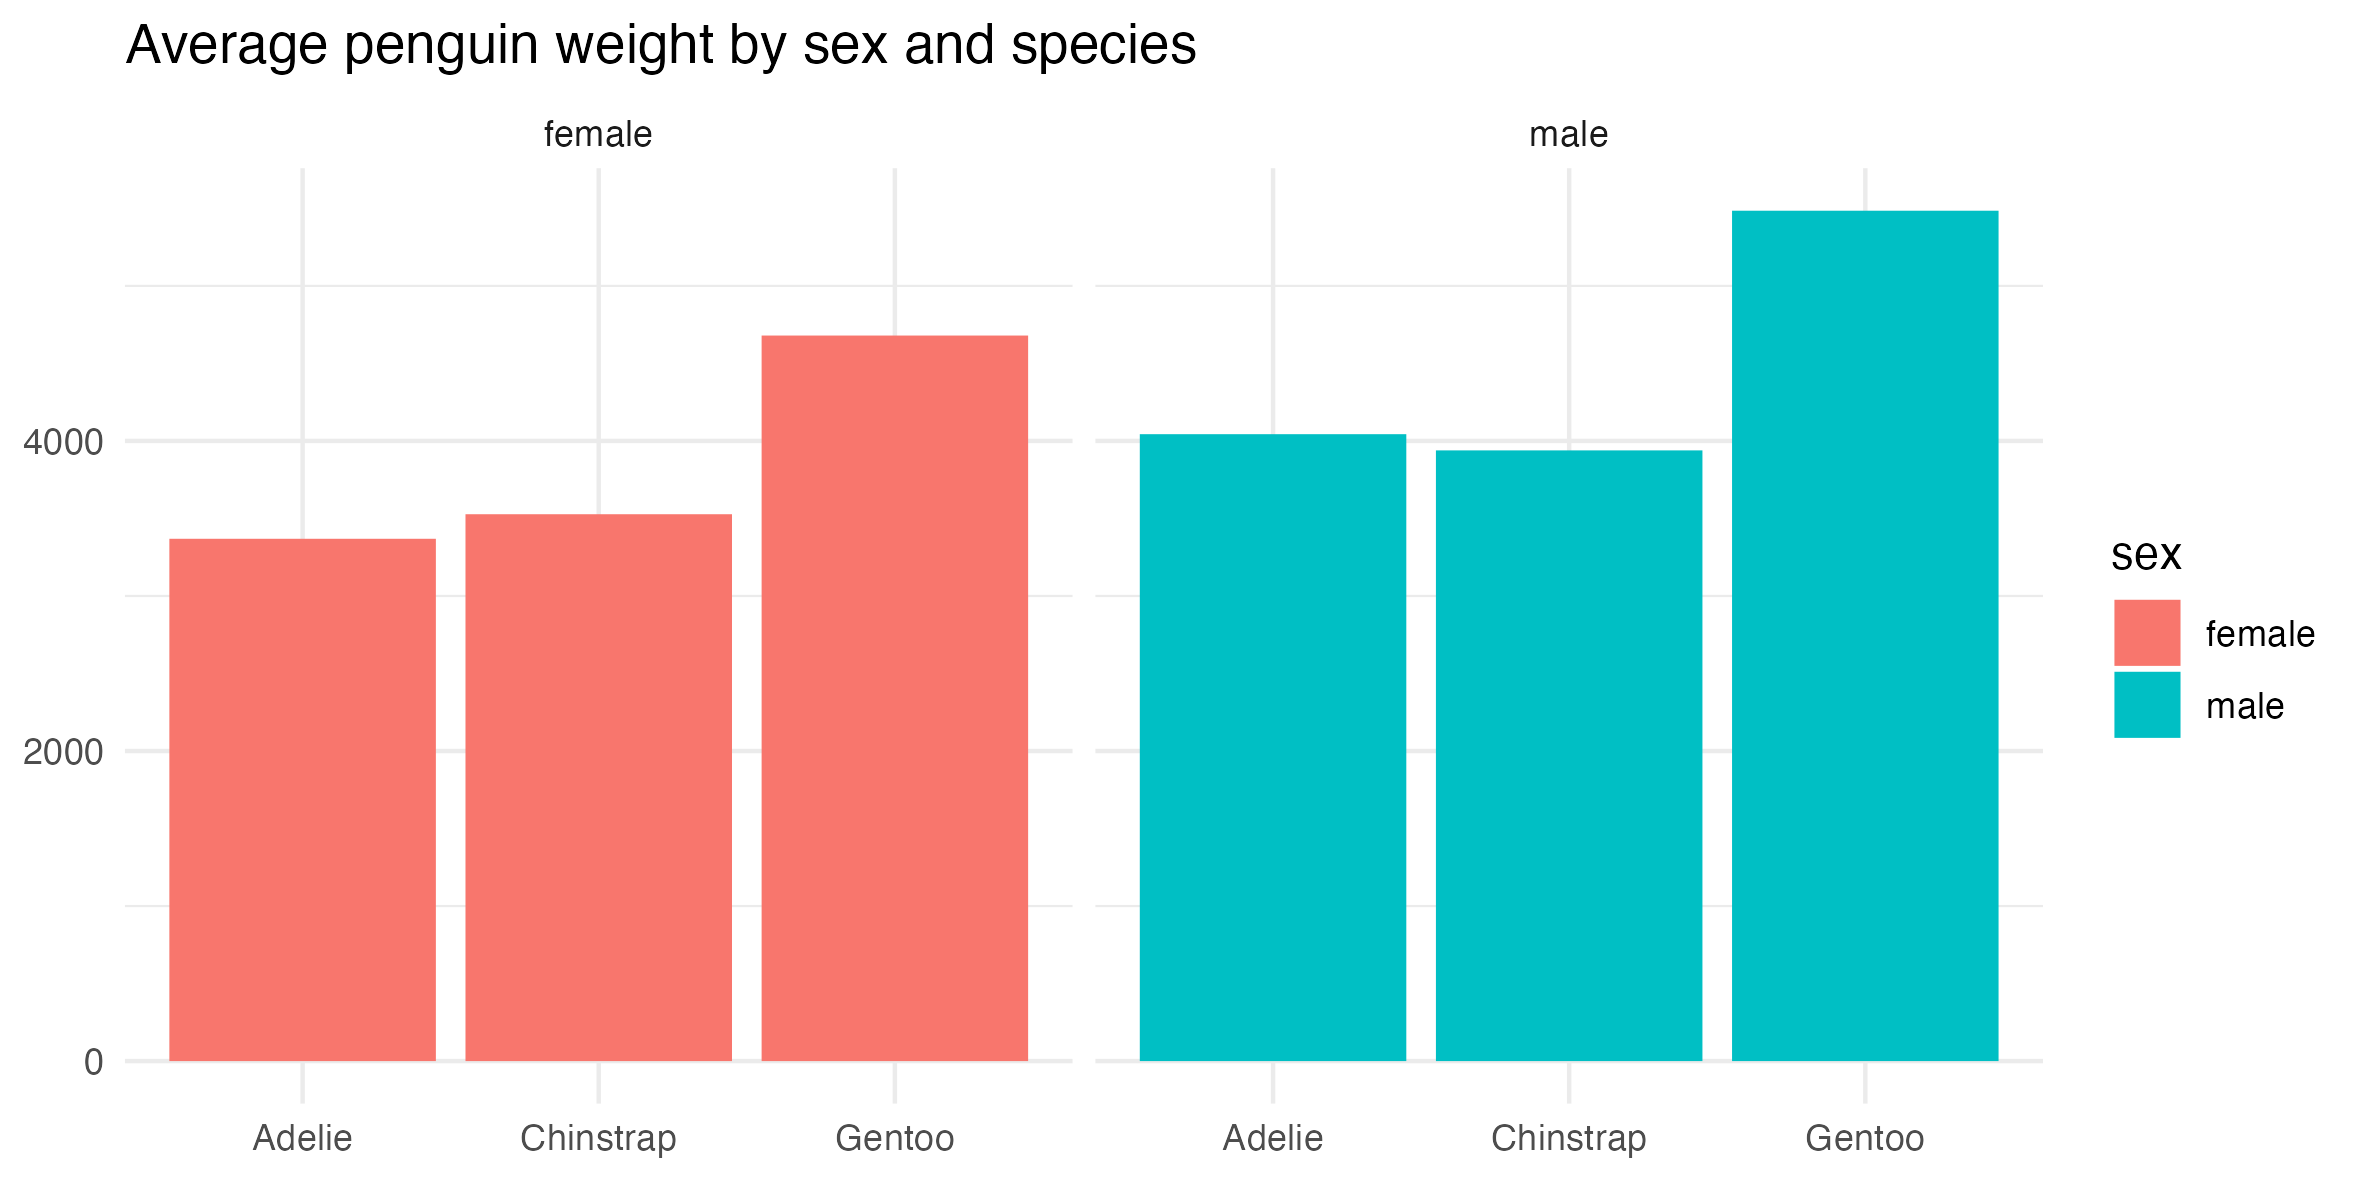 Average penguin weight by sex and species
female
male
4000
2000
0
Adelie
Chinstrap
Gentoo
Adelie
Chinstrap
Gentoo
sex
female
male